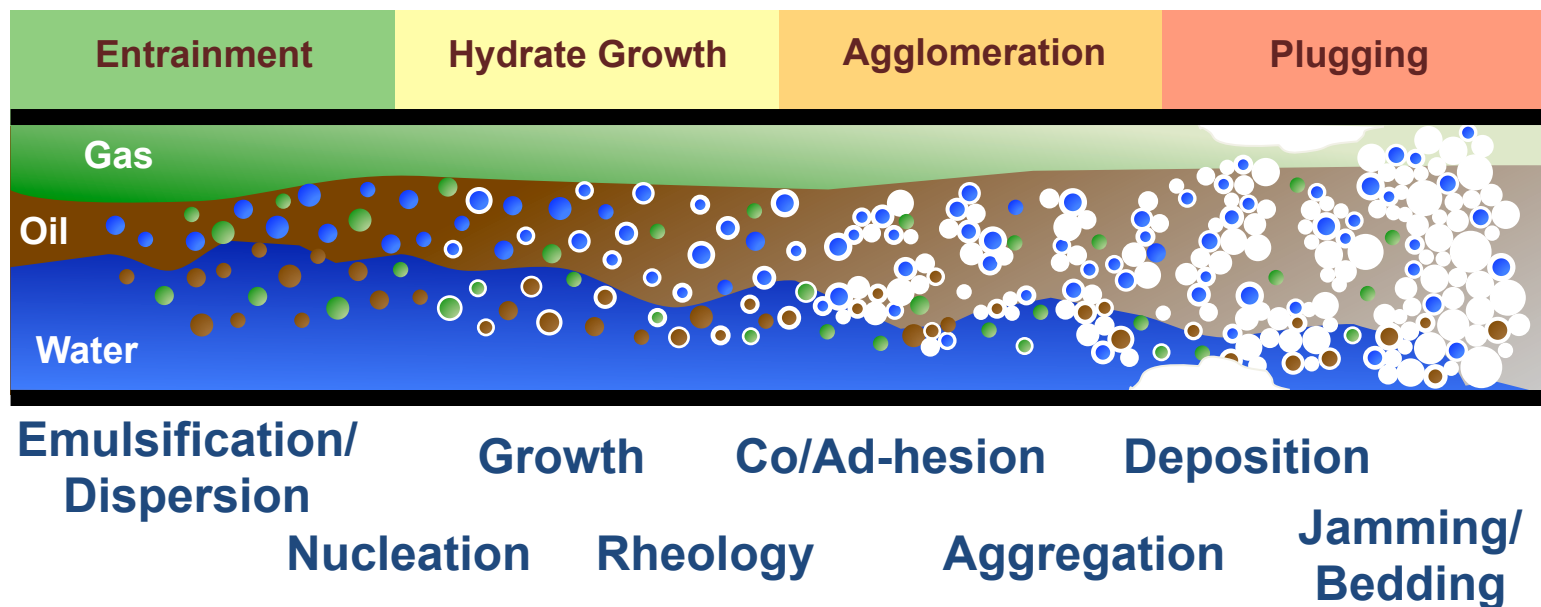 Entrainment
Hydrate Growth
Agglomeration
Plugging
Gas
Oil
Water
Emulsification/
Dispersion
Nucleation
Growth
Rheology
Co/Ad-hesion
Aggregation
Deposition
Jamming/
Bedding